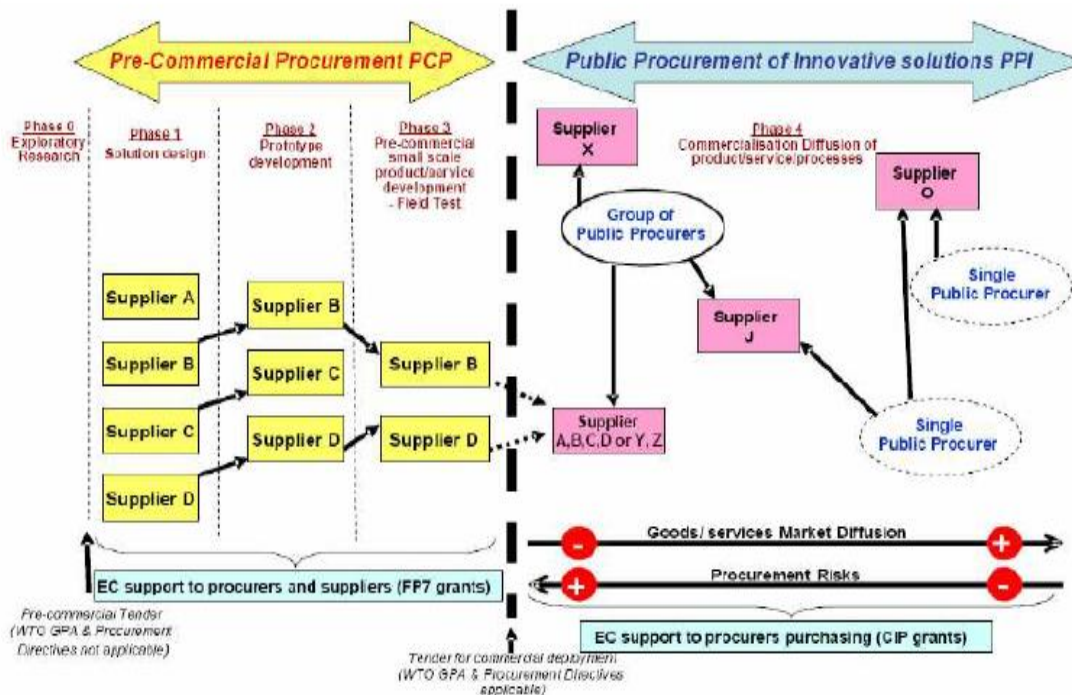 Pre-Commercial Procurement PCP
Public Procurement of Innovative solutions PPI
Phase 0
Exploratory
Research
Phase 1
Solution design
Phase 2
Prototype
development
Phase 3
Pre-commercial
small scale
product/service
development
- Field Test
Supplier
X
Phase 4
Commercialisation Diffusion of
product/service/processes
Supplier
O
Group of
Public Procurers
Single
Public Procurer
Supplier A
Supplier B
Supplier C
Supplier D
Supplier B
Supplier C
Supplier D
Supplier B
Supplier D
Supplier
J
Supplier
A,B,C,D or Y, Z
Single
Public Procurer
- Goods/ services Market Diffusion +
+ Procurement Risks -
EC support to procurers and suppliers (FP7 grants)
EC support to procurers purchasing (CIP grants)
Pre-commercial Tender
(WTO GPA & Procurement
Directives not applicable)
Tender for commercial deployment
(WTO GPA & Procurement Directives
applicable)